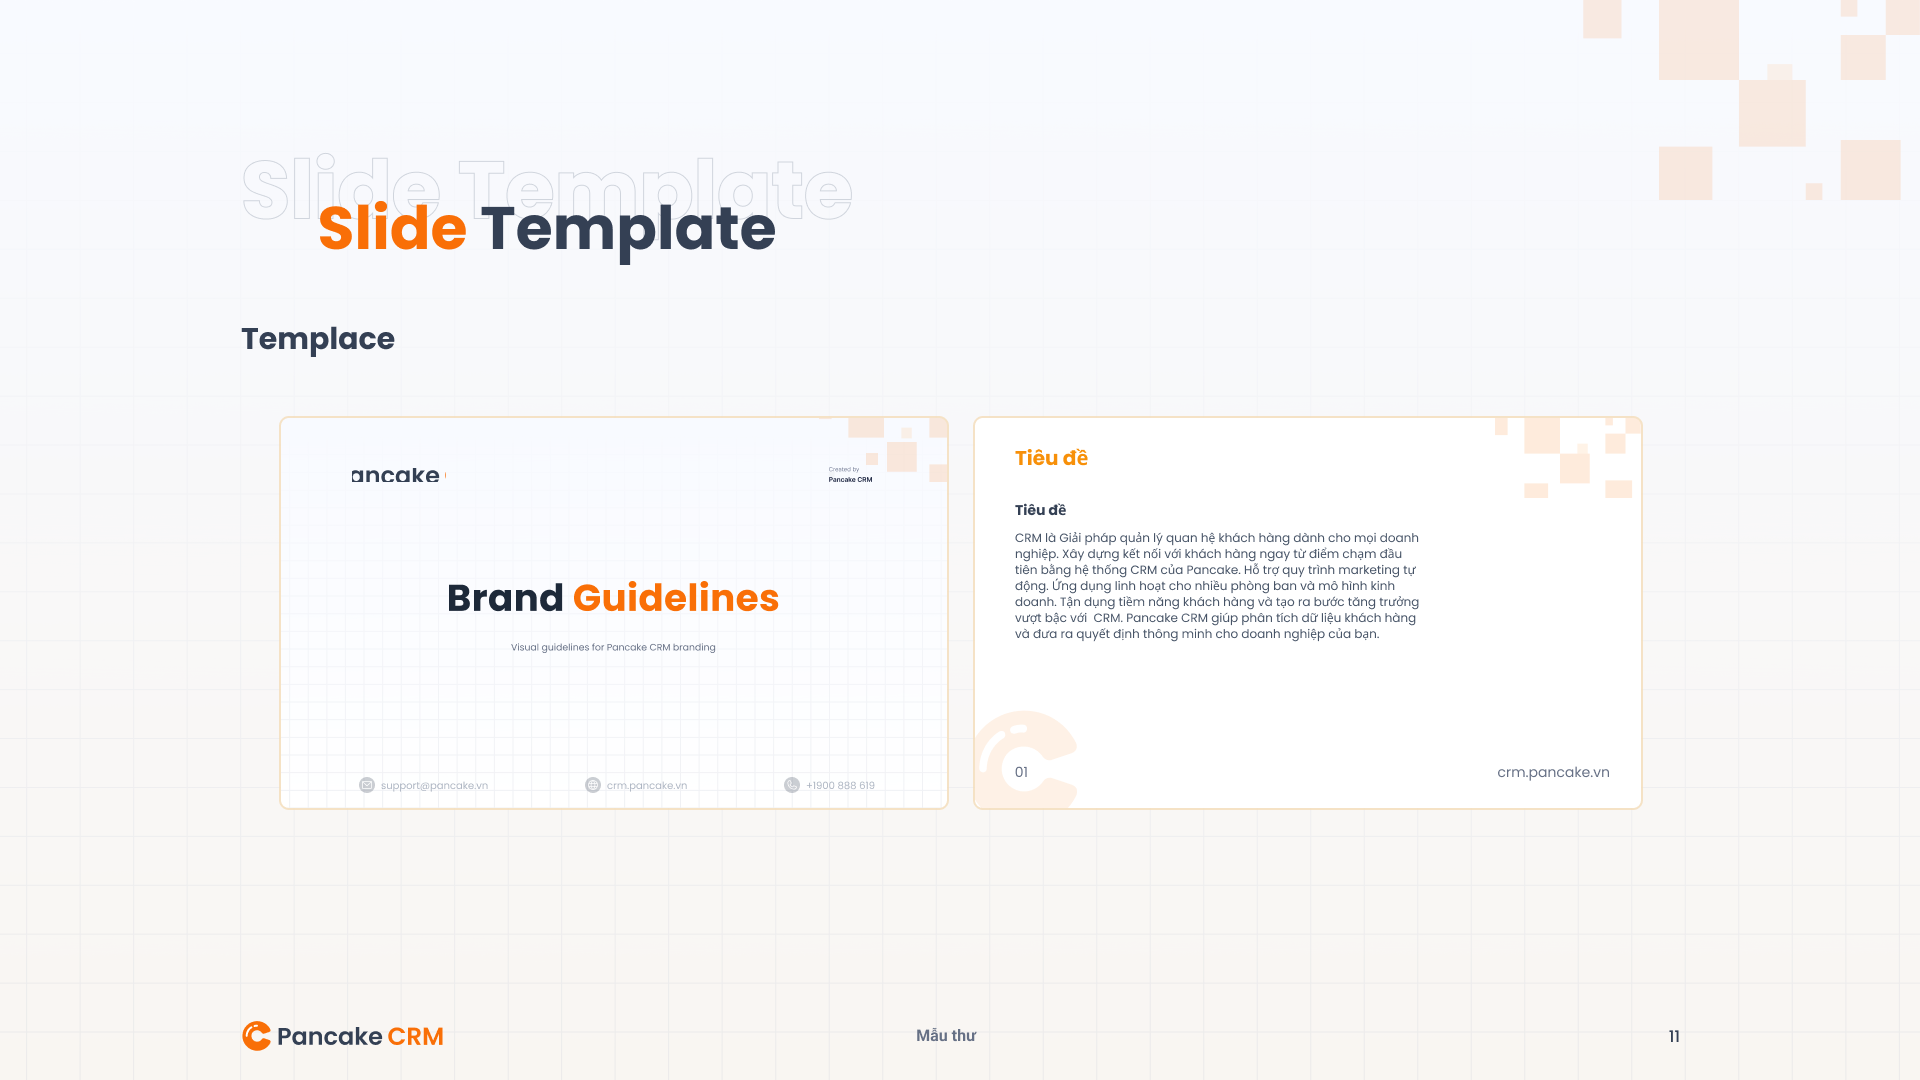 Slide Template
Slide Template
Templace
ancake
Created by
Pancake CRM
Brand Guidelines
Visual guidelines for Pancake CRM branding
support@pancake.vn
crm.pancake.vn
+1900 888 619
Tiêu đề
Tiêu đề
CRM là Giải pháp quản lý quan hệ khách hàng dành cho mọi doanh
nghiệp. Xây dựng kết nối với khách hàng ngay từ điểm chạm đầu
tiên bằng hệ thống CRM của Pancake. Hỗ trợ quy trình marketing tự
động. Ứng dụng linh hoạt cho nhiều phòng ban và mô hình kinh
doanh. Tận dụng tiềm năng khách hàng và tạo ra bước tăng trưởng
vượt bậc với  CRM. Pancake CRM giúp phân tích dữ liệu khách hàng
và đưa ra quyết định thông minh cho doanh nghiệp của bạn.
01
crm.pancake.vn
Pancake CRM
Mẫu thư
11